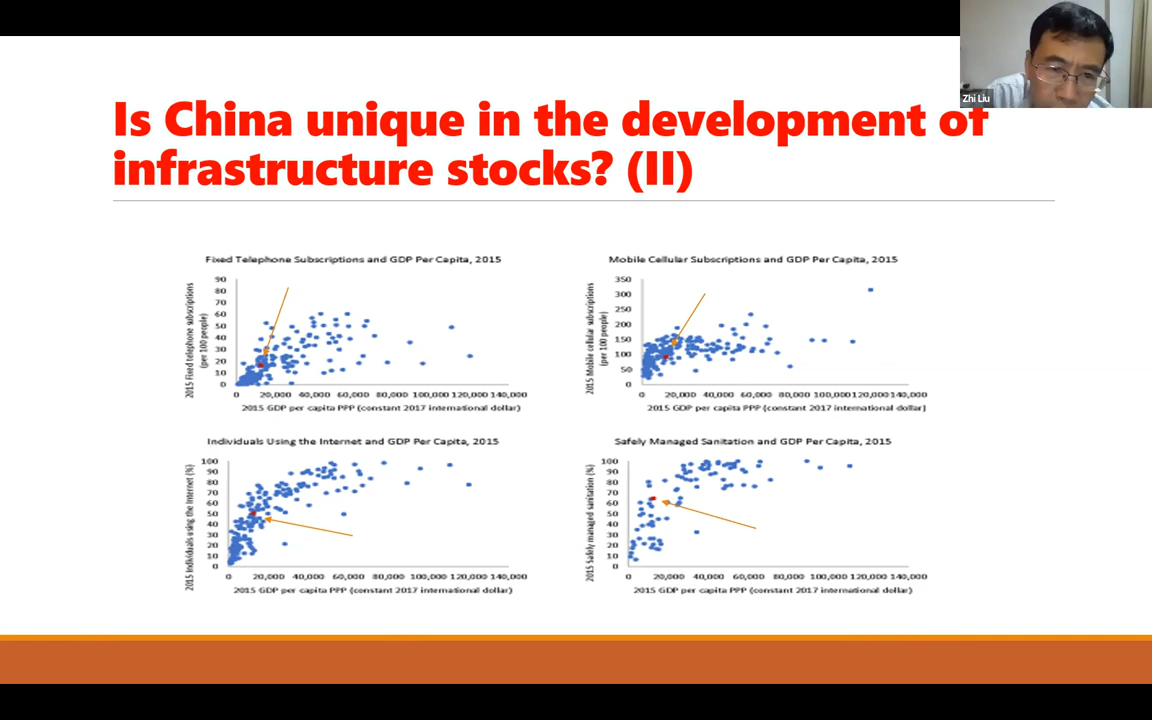 Zhi Liu
Is China unique in the development of
infrastructure stocks? (II)
Fixed Telephone Subscriptions and GDP Per Capita, 2015
2015 Fixed telephone subscriptions
(per 100 people)
90
80
70
60
50
40
30
20
10
0
0 20,000 40,000 60,000 80,000 100,000 120,000 140,000
2015 GDP per capita PPP (constant 2017 international dollar)
Mobile Cellular Subscriptions and GDP Per Capita, 2015
2015 Mobile cellular subscriptions
(per 100 people)
350
300
250
200
150
100
50
0
0 20,000 40,000 60,000 80,000 100,000 120,000 140,000
2015 GDP per capita PPP (constant 2017 international dollar)
Individuals Using the Internet and GDP Per Capita, 2015
2015 Individuals using the Internet (%)
100
90
80
70
60
50
40
30
20
10
0
0 20,000 40,000 60,000 80,000 100,000 120,000 140,000
2015 GDP per capita PPP (constant 2017 international dollar)
Safely Managed Sanitation and GDP Per Capita, 2015
2015 Safely managed sanitation (%)
100
90
80
70
60
50
40
30
20
10
0
0 20,000 40,000 60,000 80,000 100,000 120,000 140,000
2015 GDP per capita PPP (constant 2017 international dollar)